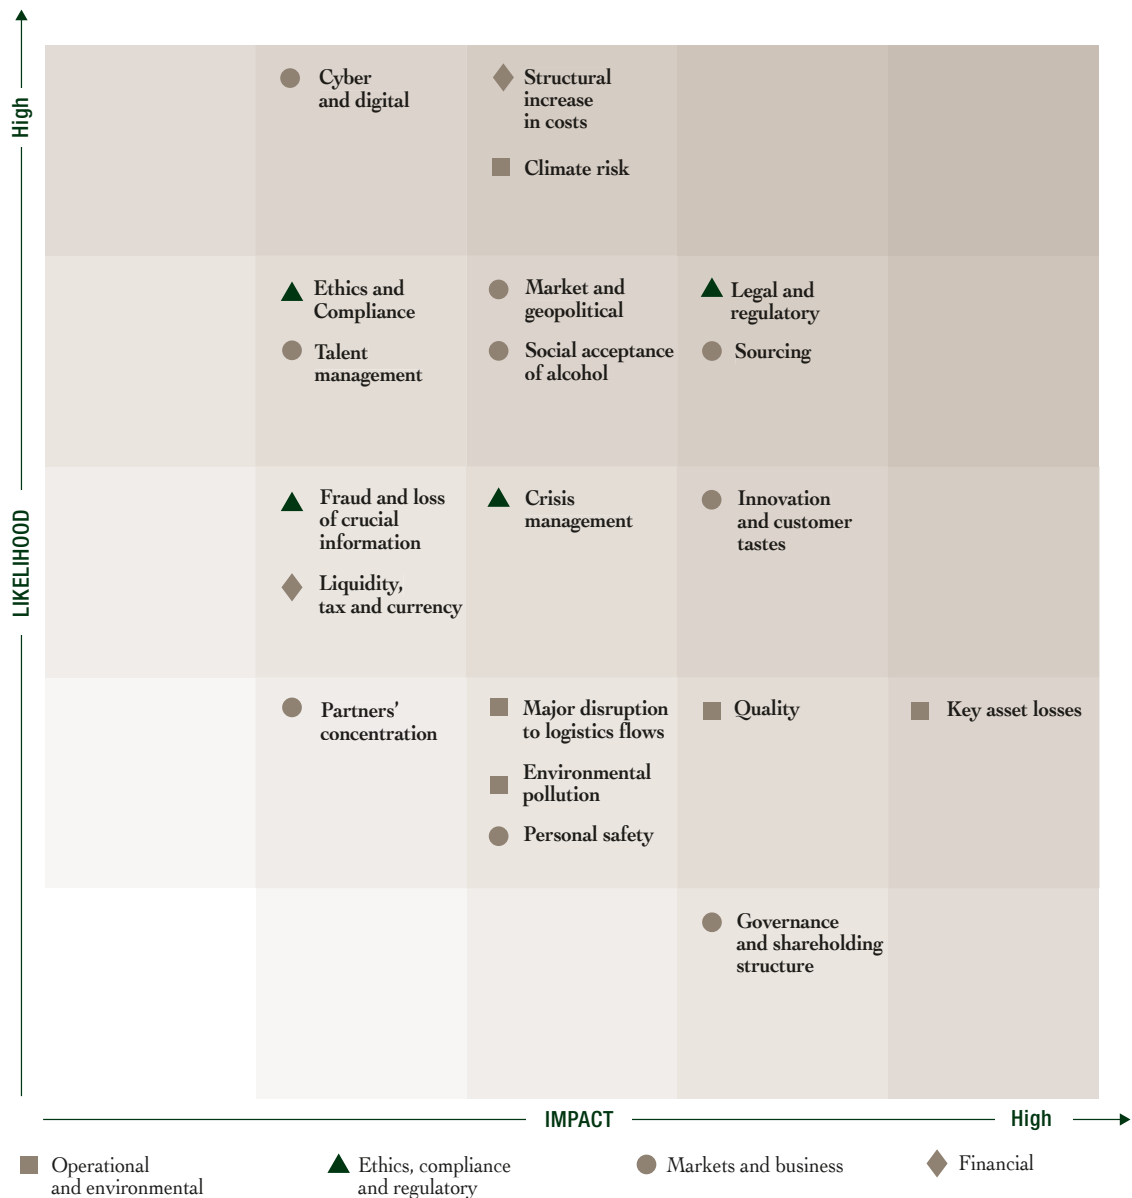 High
LIKELIHOOD
Cyber
and digital
Structural
increase
in costs
Climate risk
Ethics and
Compliance
Talent
management
Market and
geopolitical
Social acceptance
of alcohol
Legal and
regulatory
Sourcing
Fraud and loss
of crucial
information
Liquidity,
tax and currency
Crisis
management
Innovation
and customer
tastes
Partners’
concentration
Major disruption
to logistics flows
Environmental
pollution
Personal safety
Quality
Key asset losses
Governance
and shareholding
structure
IMPACT
High
Operational
and environmental
Ethics, compliance
and regulatory
Markets and business
Financial